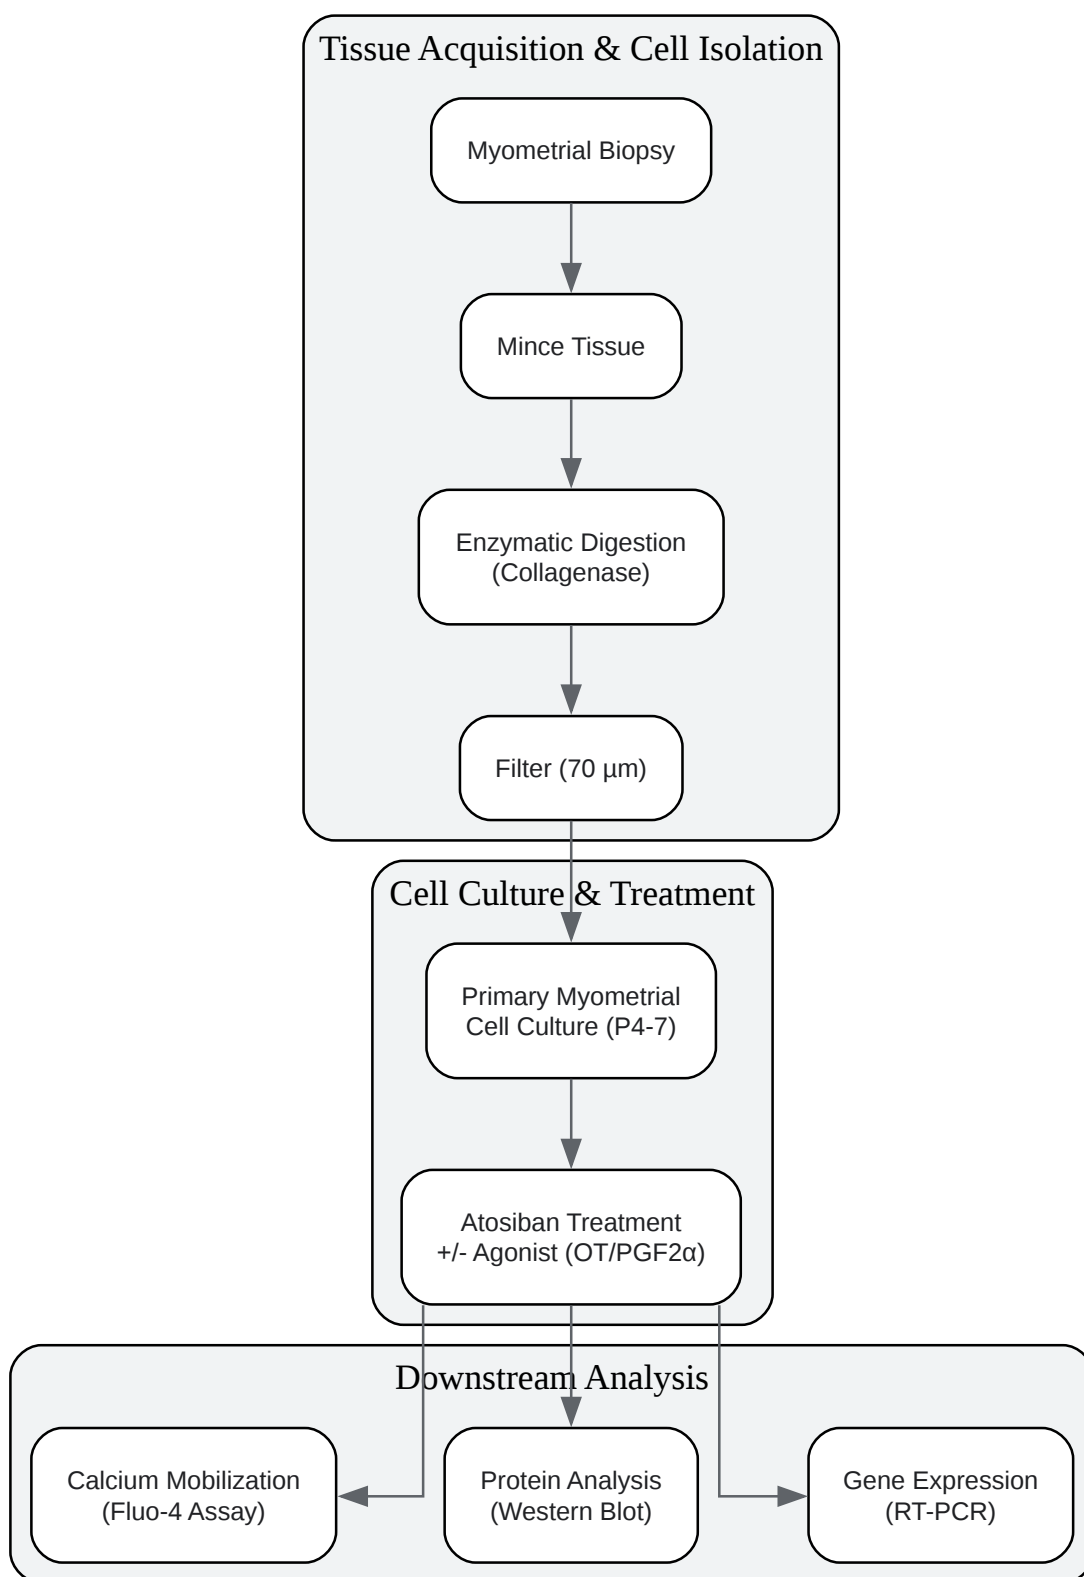 Tissue Acquisition & Cell Isolation
Myometrial Biopsy
Mince Tissue
Enzymatic Digestion
(Collagenase)
Filter (70 µm)
Cell Culture & Treatment
Primary Myometrial
Cell Culture (P4-7)
Atosiban Treatment
+/- Agonist (OT/PGF2α)
Downstream Analysis
Calcium Mobilization
(Fluo-4 Assay)
Protein Analysis
(Western Blot)
Gene Expression
(RT-PCR)